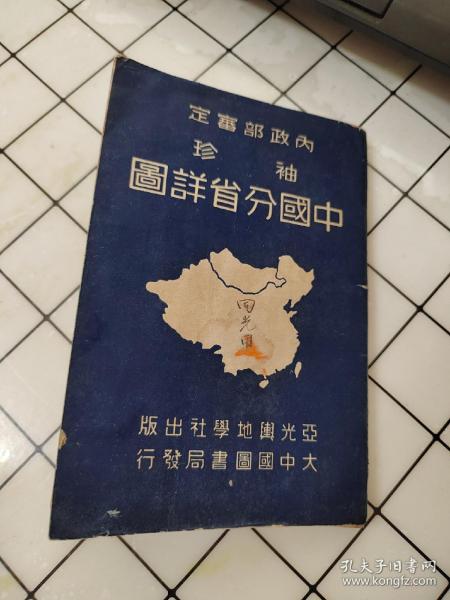 內政部審定
袖珍
中國分省詳圖
亞光輿地學社出版
大中國圖書局發行
孔夫子旧书网
www.kongfz.com